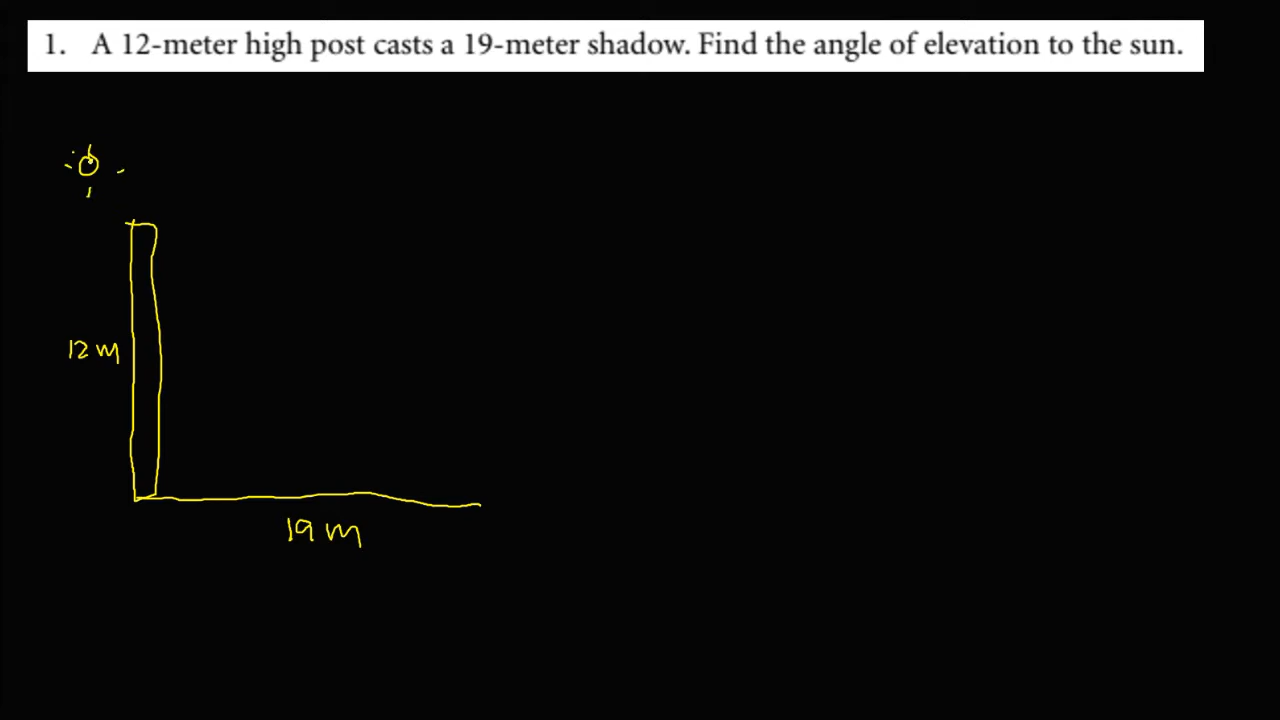 1. A 12-meter high post casts a 19-meter shadow. Find the angle of elevation to the sun.
12 m
19 m